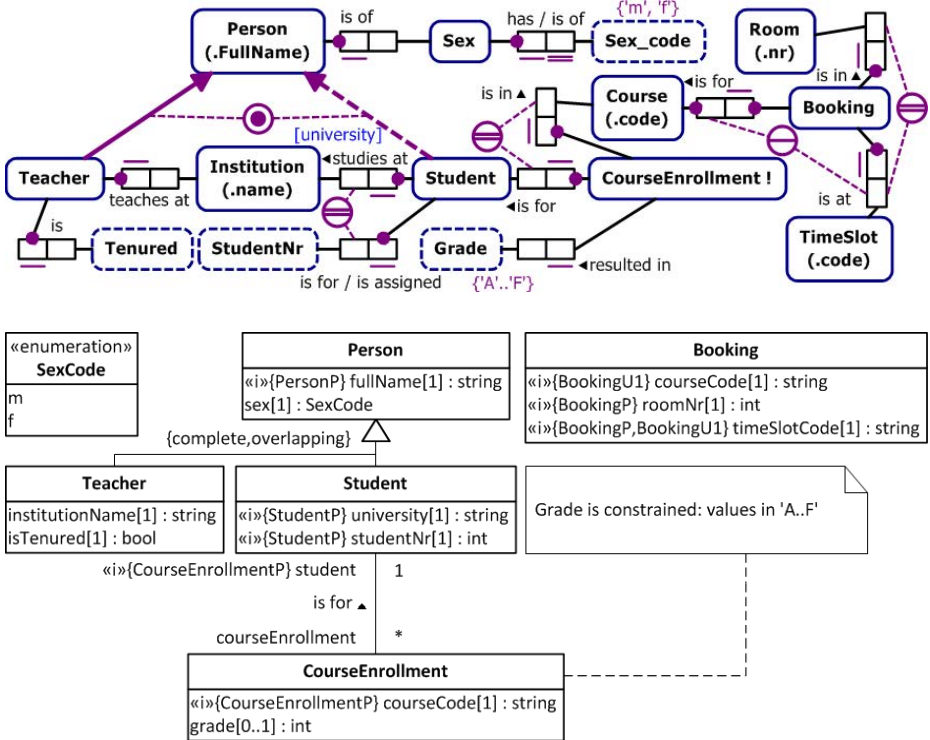 Person
(.FullName)
is of
Sex
has / is of
{'m', 'f'}
Sex_code
Room
(.nr)
is in ▲
Course
(.code)
◄is for
Booking
is in ▲
[university]
Teacher
teaches at
Institution
(.name)
◄studies at
Student
◄is for
CourseEnrollment !
is at
TimeSlot
(.code)
is
Tenured
StudentNr
is for / is assigned
Grade
{'A'..'F'}
◄resulted in
«enumeration»
SexCode
m
f
Person
«i»{PersonP} fullName[1] : string
sex[1] : SexCode
Booking
«i»{BookingU1} courseCode[1] : string
«i»{BookingP} roomNr[1] : int
«i»{BookingP,BookingU1} timeSlotCode[1] : string
{complete,overlapping}
Teacher
institutionName[1] : string
isTenured[1] : bool
Student
«i»{StudentP} university[1] : string
«i»{StudentP} studentNr[1] : int
Grade is constrained: values in 'A..F'
«i»{CourseEnrollmentP} student 1
is for ▲
courseEnrollment *
CourseEnrollment
«i»{CourseEnrollmentP} courseCode[1] : string
grade[0..1] : int